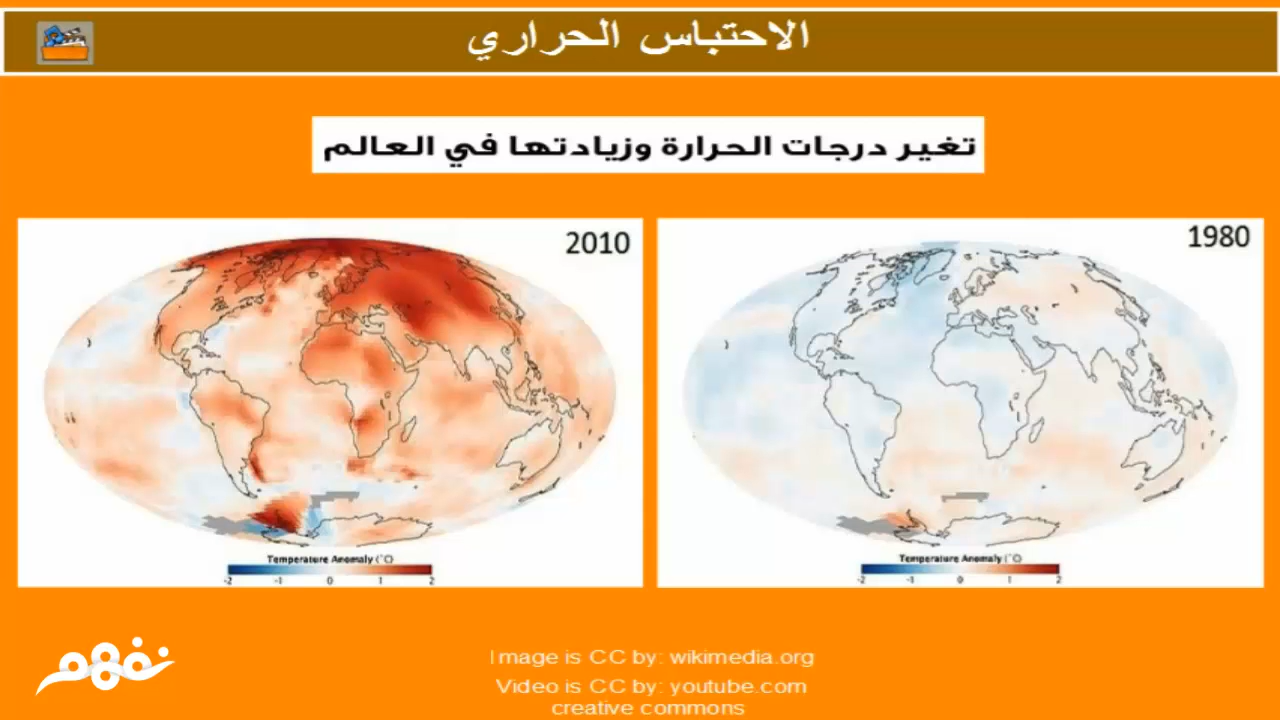 الاحتباس الحراري
تغير درجات الحرارة وزيادتها في العالم
1980
2010
Temperature Anomaly (°C)
-2 -1 0 1 2
Temperature Anomaly (°C)
-2 -1 0 1 2
نفهم
Image is CC by: wikimedia.org
Video is CC by: youtube.com
creative commons